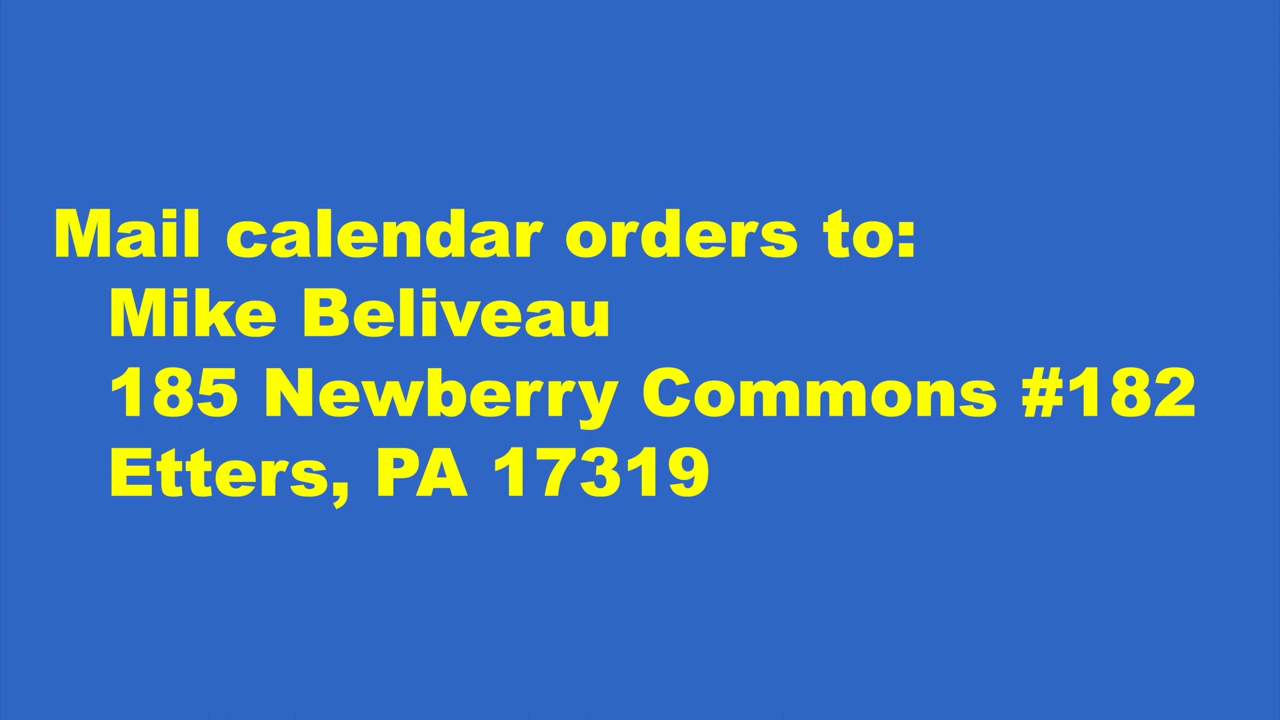 Mail calendar orders to:
Mike Beliveau
185 Newberry Commons #182
Etters, PA 17319